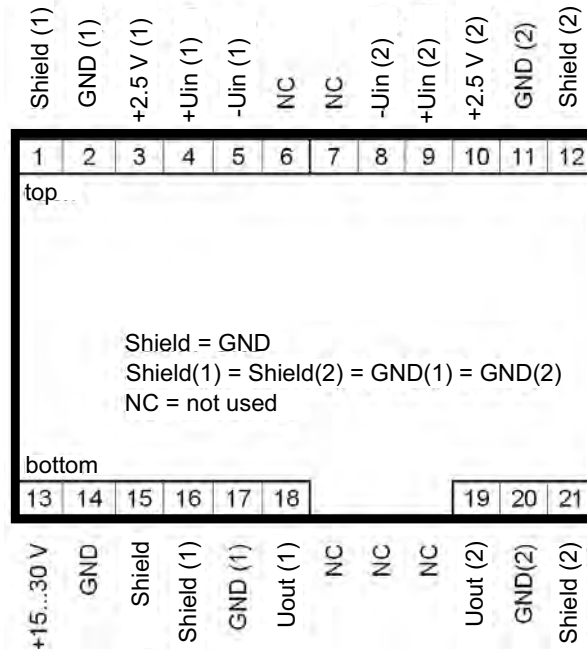 Shield (1) GND (1) +2.5 V (1) +Uin (1) -Uin (1) NC NC -Uin (2) +Uin (2) +2.5 V (2) GND (2) Shield (2)
1 2 3 4 5 6 7 8 9 10 11 12
top
Shield = GND
Shield(1) = Shield(2) = GND(1) = GND(2)
NC = not used
bottom
13 14 15 16 17 18 19 20 21
+15...30 V GND Shield Shield (1) GND (1) Uout (1) NC NC NC Uout (2) GND(2) Shield (2)